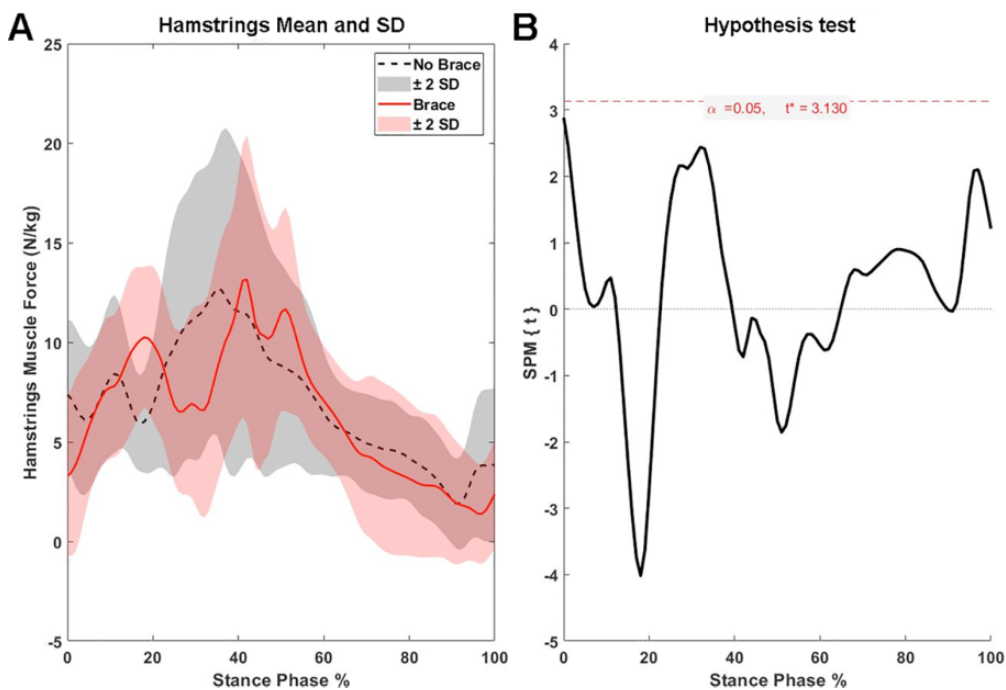 A
Hamstrings Mean and SD
25
20
15
10
5
0
-5
Hamstrings Muscle Force (N/kg)
No Brace
± 2 SD
Brace
± 2 SD
0 20 40 60 80 100
Stance Phase %
B
Hypothesis test
4
3
2
1
0
-1
-2
-3
-4
-5
SPM { t }
α =0.05, t* = 3.130
0 20 40 60 80 100
Stance Phase %